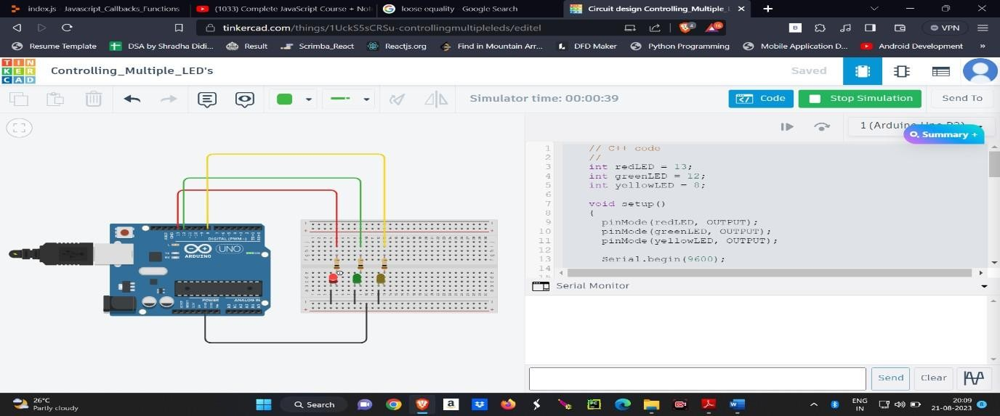 index.js - Javascript_Callbacks_Functions
(1033) Complete JavaScript Course + Not
loose equality - Google Search
Circuit design Controlling_Multiple_
tinkercad.com/things/1UckS5sCRSu-controllingmultipleleds/editel
4
16
VPN
Resume Template
DSA by Shradha Didi...
Result
Scrimba_React
Reactjs.org
Find in Mountain Arr...
DFD Maker
Python Programming
Mobile Application D...
Android Development
TIN
KER
CAD
Controlling_Multiple_LED's
Saved
Simulator time: 00:00:39
Code
Stop Simulation
Send To
1 (Arduino Uno R3)
Summary +
1 // C++ code
2 //
3 int redLED = 13;
4 int greenLED = 12;
5 int yellowLED = 8;
6
7 void setup()
8 {
9 pinMode(redLED, OUTPUT);
10 pinMode(greenLED, OUTPUT);
11 pinMode(yellowLED, OUTPUT);
12
13 Serial.begin(9600);
14
DIGITAL (PWM~)
UNO
ARDUINO
POWER
ANALOG IN
Serial Monitor
Send
Clear
26°C
Partly cloudy
Search
ENG
IN
20:09
21-08-2023
8